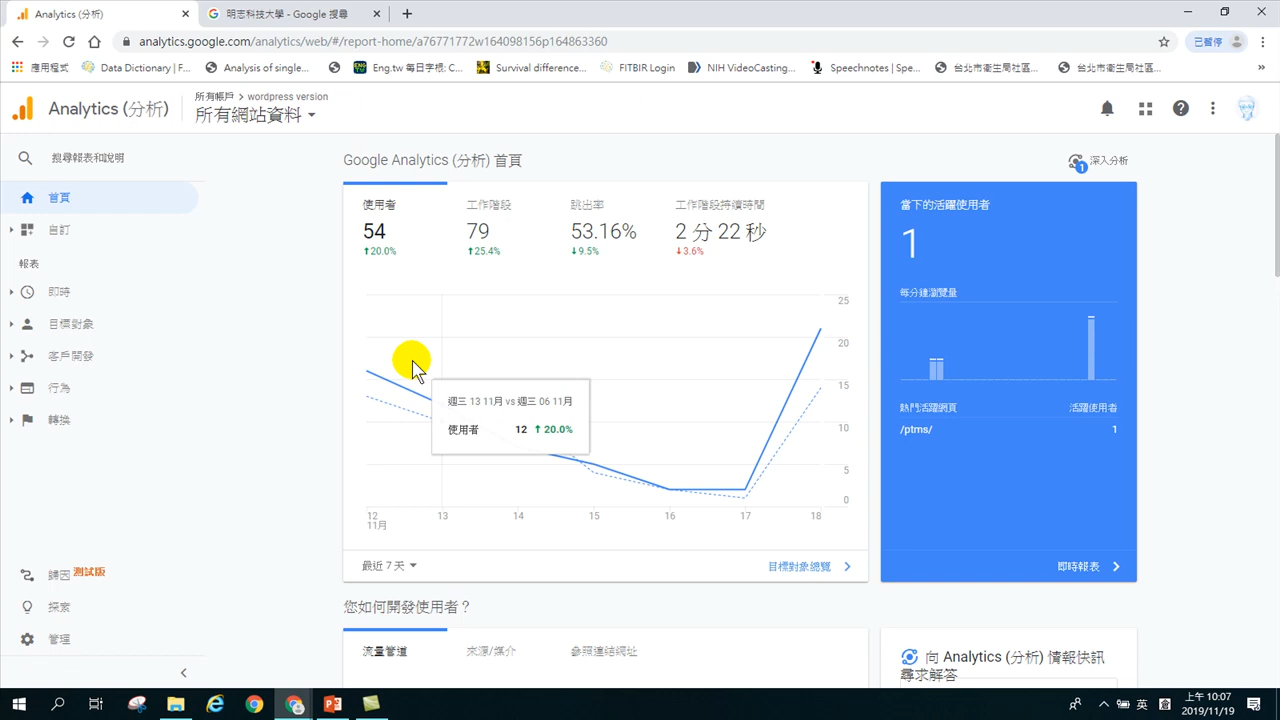 Analytics (分析)
明志科技大學 - Google 搜尋
analytics.google.com/analytics/web/#/report-home/a76771772w164098156p164863360
已暫停
應用程式
Data Dictionary | F...
Analysis of single...
Eng.tw 每日字根: C...
Survival difference...
FITBIR Login
NIH VideoCasting...
Speechnotes | Spe...
台北市衛生局社區...
台北市衛生局社區...
»
Analytics (分析)
所有帳戶 > wordpress version
所有網站資料
搜尋報表和說明
首頁
自訂
報表
即時
目標對象
客戶開發
行為
轉換
歸因 測試版
探索
管理
Google Analytics (分析) 首頁
1
深入分析
使用者
54
↑20.0%
工作階段
79
↑25.4%
跳出率
53.16%
↓9.5%
工作階段持續時間
2 分 22 秒
↓3.6%
25
20
15
10
5
0
週三 13 11月 vs 週三 06 11月
使用者 12 ↑ 20.0%
12
11月
13
14
15
16
17
18
最近 7 天
目標對象總覽
當下的活躍使用者
1
每分鐘瀏覽量
熱門活躍網頁
活躍使用者
/ptms/
1
即時報表
您如何開發使用者？
流量管道
來源/媒介
參照連結網址
向 Analytics (分析) 情報快訊
尋求解答
英
上午 10:07
2019/11/19